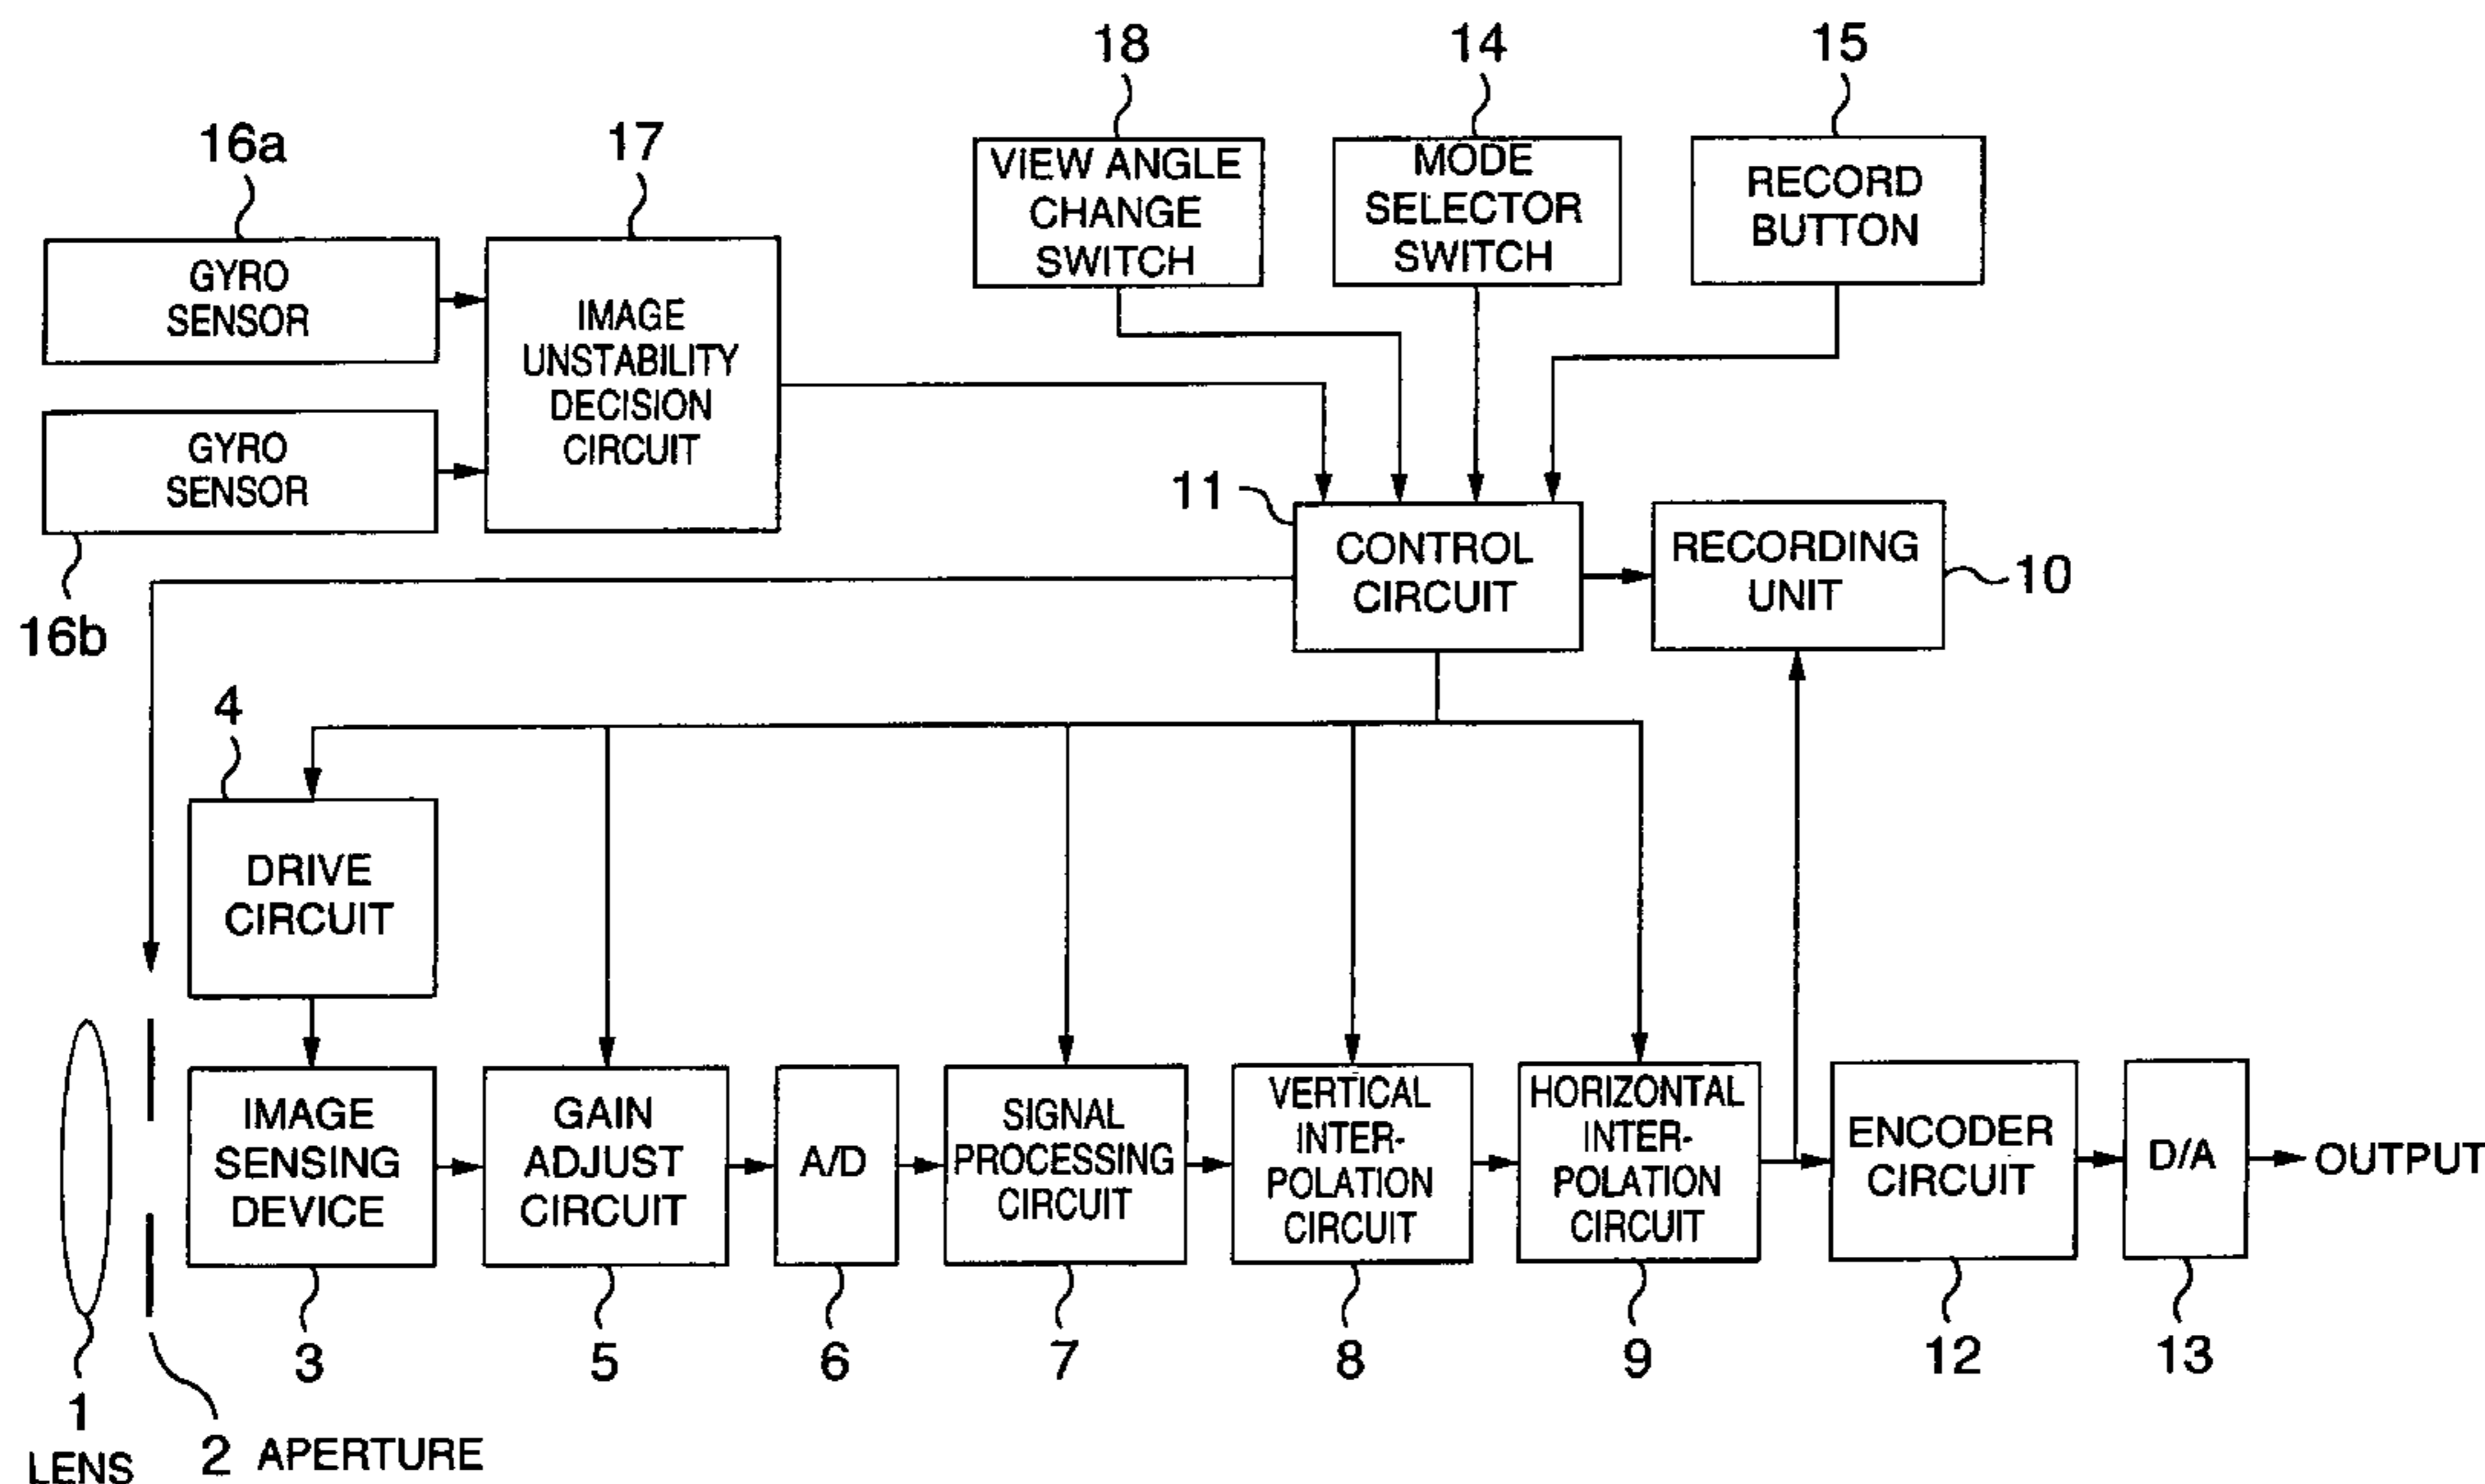 18
14
15
16a
17
VIEW ANGLE
CHANGE
SWITCH
MODE
SELECTOR
SWITCH
RECORD
BUTTON
GYRO
SENSOR
IMAGE
UNSTABILITY
DECISION
CIRCUIT
GYRO
SENSOR
16b
11
CONTROL
CIRCUIT
RECORDING
UNIT
10
4
DRIVE
CIRCUIT
IMAGE
SENSING
DEVICE
GAIN
ADJUST
CIRCUIT
A/D
SIGNAL
PROCESSING
CIRCUIT
VERTICAL
INTER-
POLATION
CIRCUIT
HORIZONTAL
INTER-
POLATION
CIRCUIT
ENCODER
CIRCUIT
D/A
OUTPUT
3
5
6
7
8
9
12
13
1
LENS
2 APERTURE